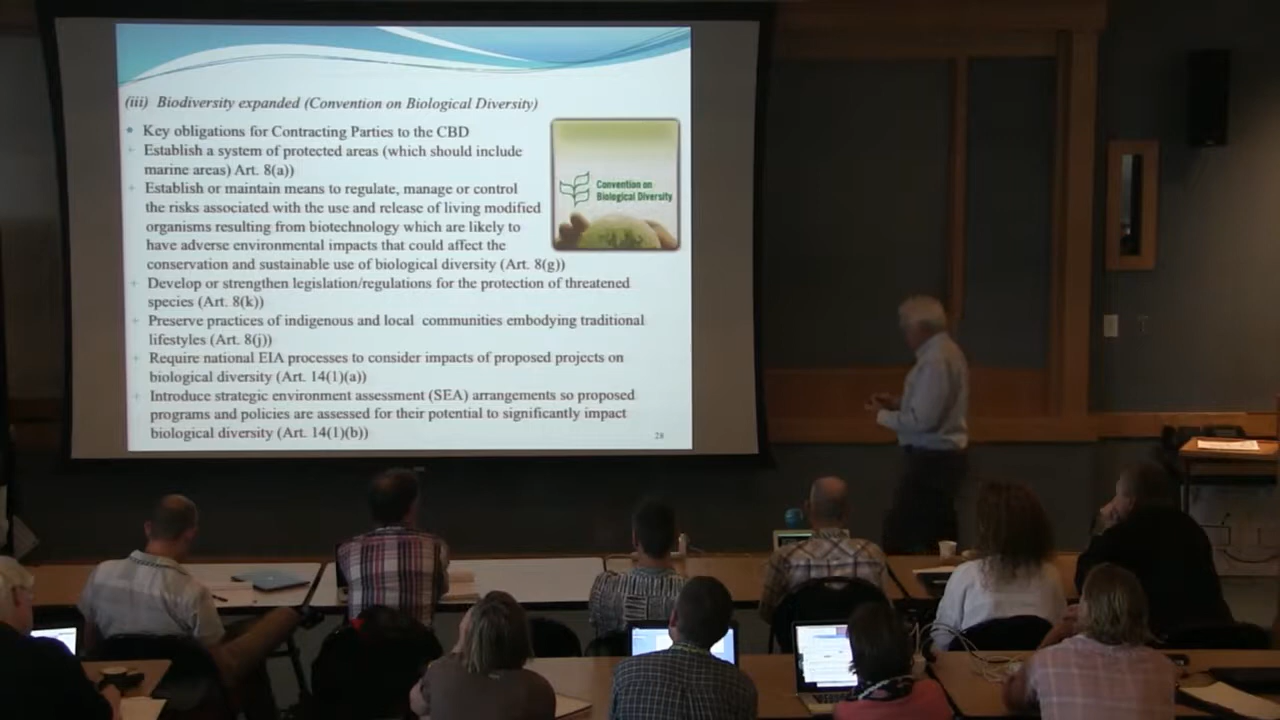 (iii) Biodiversity expanded (Convention on Biological Diversity)
Key obligations for Contracting Parties to the CBD
Establish a system of protected areas (which should include
marine areas) Art. 8(a))
Establish or maintain means to regulate, manage or control
the risks associated with the use and release of living modified
organisms resulting from biotechnology which are likely to
have adverse environmental impacts that could affect the
conservation and sustainable use of biological diversity (Art. 8(g))
Develop or strengthen legislation/regulations for the protection of threatened
species (Art. 8(k))
Preserve practices of indigenous and local communities embodying traditional
lifestyles (Art. 8(j)
Require national EIA processes to consider impacts of proposed projects on
biological diversity (Art. 14(1)(a))
Introduce strategic environment assessment (SEA) arrangements so proposed
programs and policies are assessed for their potential to significantly impact
biological diversity (Art. 14(1)(b))
Convention on
Biological Diversity
28